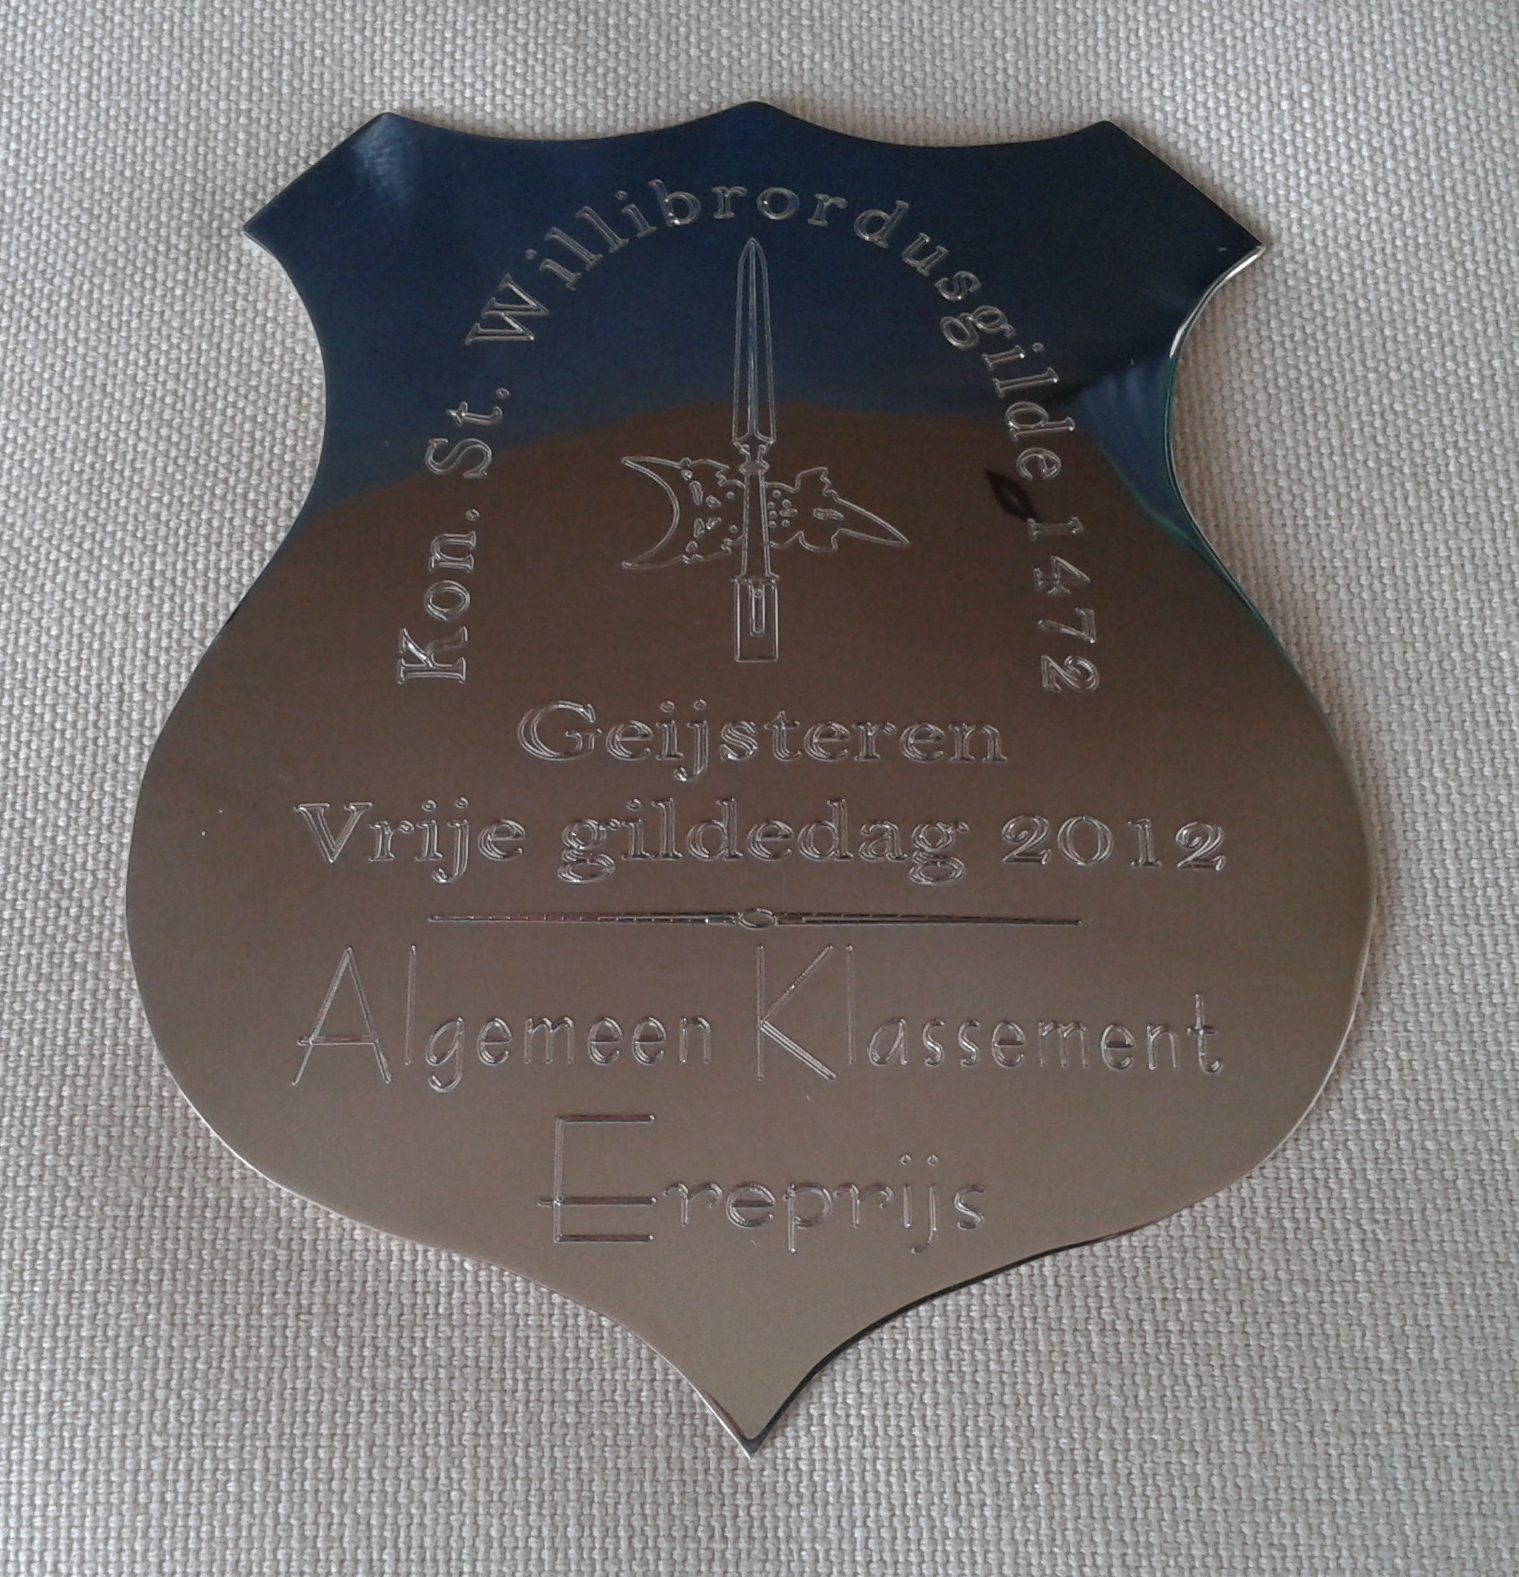 Kon. St. Willibrordusgilde 1472
Geijsteren
Vrije gildedag 2012
Algemeen Klassement
Ereprijs